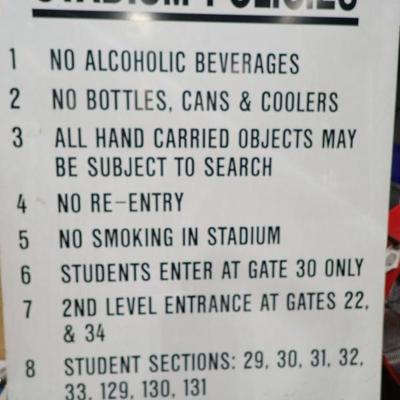 STADIUM POLICIES
1 NO ALCOHOLIC BEVERAGES
2 NO BOTTLES, CANS & COOLERS
3 ALL HAND CARRIED OBJECTS MAY
BE SUBJECT TO SEARCH
4 NO RE-ENTRY
5 NO SMOKING IN STADIUM
6 STUDENTS ENTER AT GATE 30 ONLY
7 2ND LEVEL ENTRANCE AT GATES 22,
& 34
8 STUDENT SECTIONS: 29, 30, 31, 32,
33, 129, 130, 131